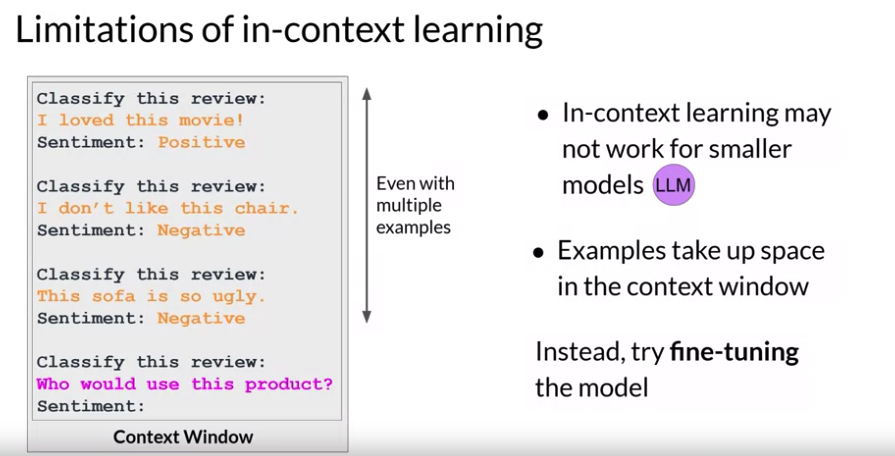 Limitations of in-context learning
Classify this review:
I loved this movie!
Sentiment: Positive
Classify this review:
I don't like this chair.
Sentiment: Negative
Classify this review:
This sofa is so ugly.
Sentiment: Negative
Classify this review:
Who would use this product?
Sentiment:
Context Window
Even with
multiple
examples
• In-context learning may
not work for smaller
models LLM
• Examples take up space
in the context window
Instead, try fine-tuning
the model